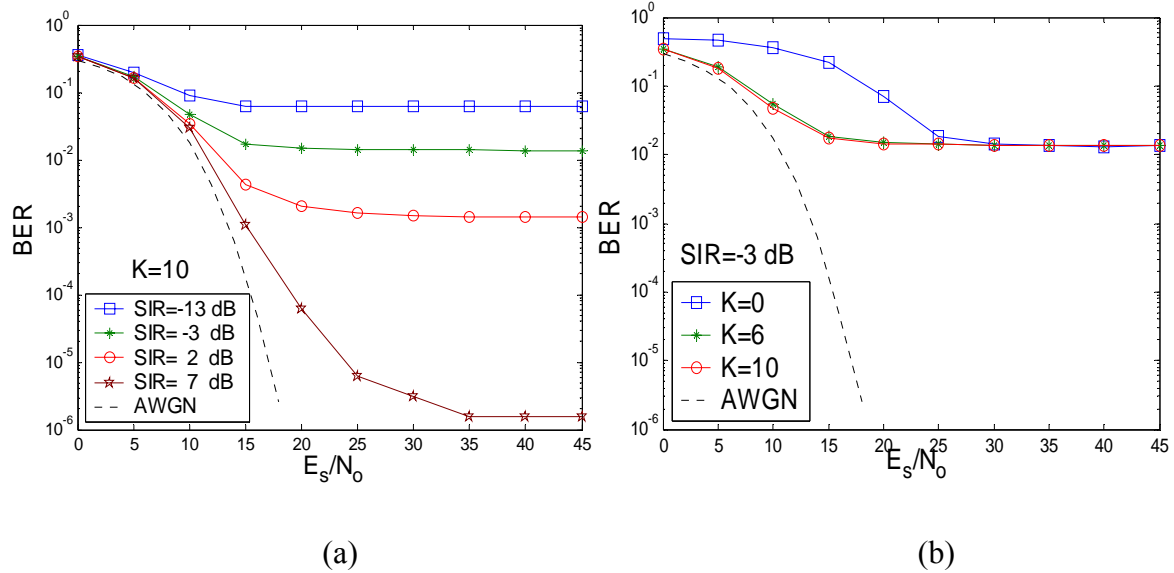 10^0
10^-1
10^-2
10^-3
10^-4
10^-5
10^-6
BER
K=10
SIR=-13 dB
SIR= -3 dB
SIR= 2 dB
SIR= 7 dB
AWGN
0 5 10 15 20 25 30 35 40 45
E_s/N_o
(a)
10^0
10^-1
10^-2
10^-3
10^-4
10^-5
10^-6
BER
SIR=-3 dB
K=0
K=6
K=10
AWGN
0 5 10 15 20 25 30 35 40 45
E_s/N_o
(b)